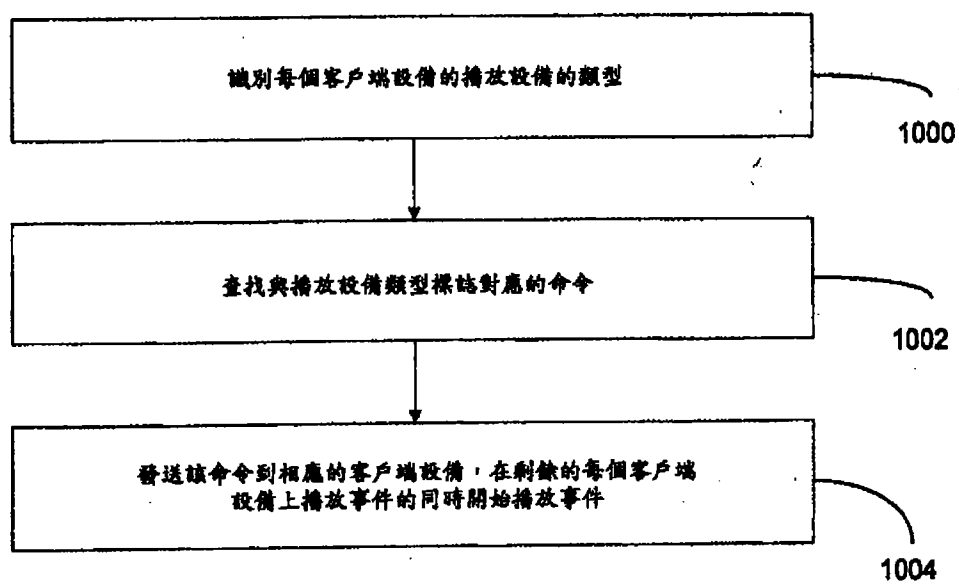 識別每個客戶端設備的播放設備的類型
1000
查找與播放設備類型標誌對應的命令
1002
發送該命令到相應的客戶端設備，在剩餘的每個客戶端
設備上播放事件的同時開始播放事件
1004